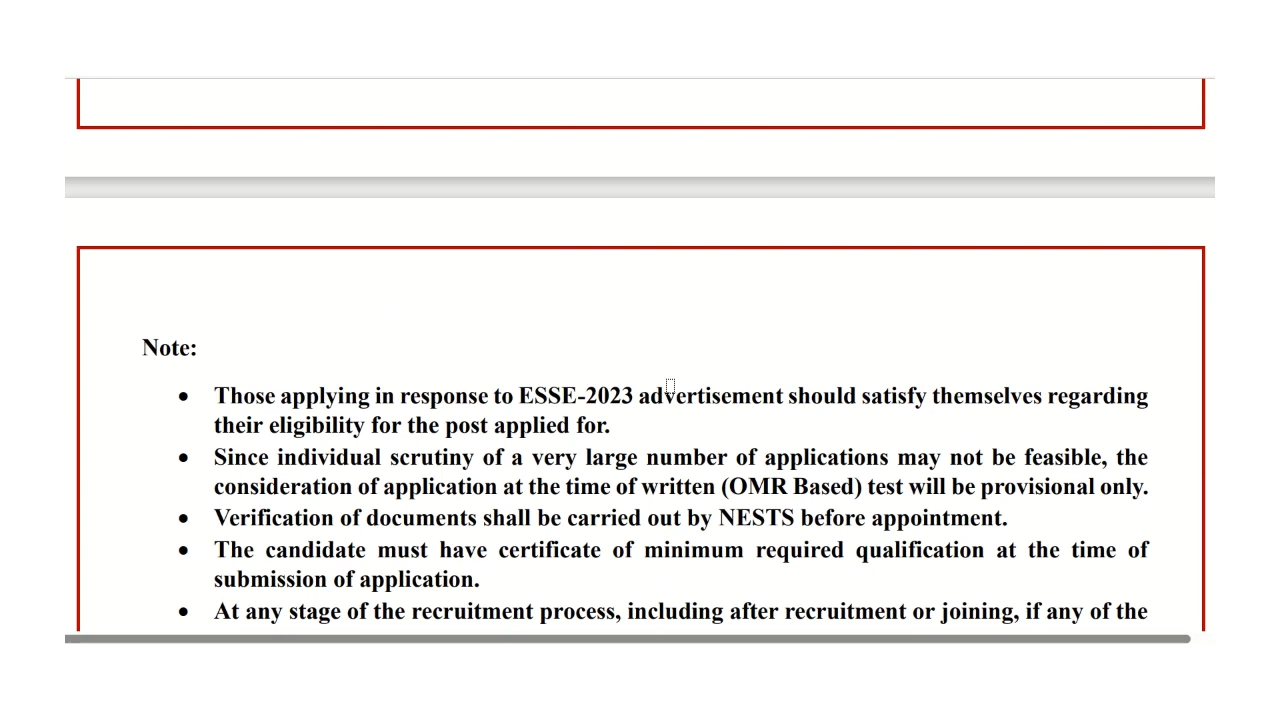 Note:
• Those applying in response to ESSE-2023 advertisement should satisfy themselves regarding
their eligibility for the post applied for.
• Since individual scrutiny of a very large number of applications may not be feasible, the
consideration of application at the time of written (OMR Based) test will be provisional only.
• Verification of documents shall be carried out by NESTS before appointment.
• The candidate must have certificate of minimum required qualification at the time of
submission of application.
• At any stage of the recruitment process, including after recruitment or joining, if any of the